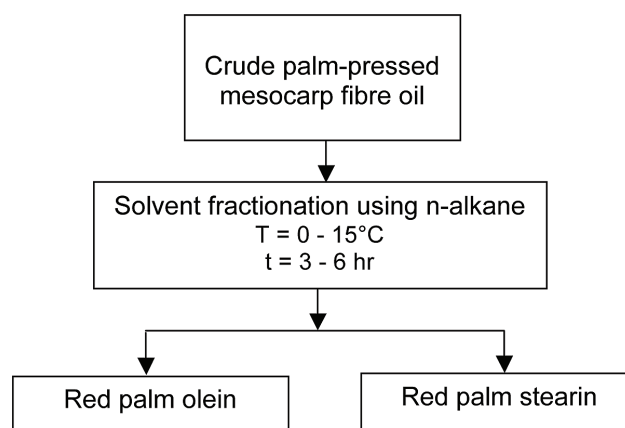 Crude palm-pressed
mesocarp fibre oil
Solvent fractionation using n-alkane
T = 0 - 15°C
t = 3 - 6 hr
Red palm olein
Red palm stearin